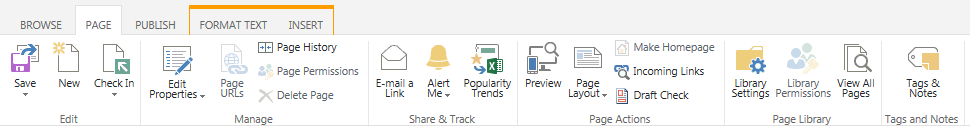 BROWSE PAGE PUBLISH FORMAT TEXT INSERT
Save New Check In
Edit Properties
Page URLs
Page History
Page Permissions
Delete Page
E-mail a Link
Alert Me
Popularity Trends
Preview
Page Layout
Make Homepage
Incoming Links
Draft Check
Library Settings
Library Permissions
View All Pages
Tags & Notes
Edit Manage Share & Track Page Actions Page Library Tags and Notes